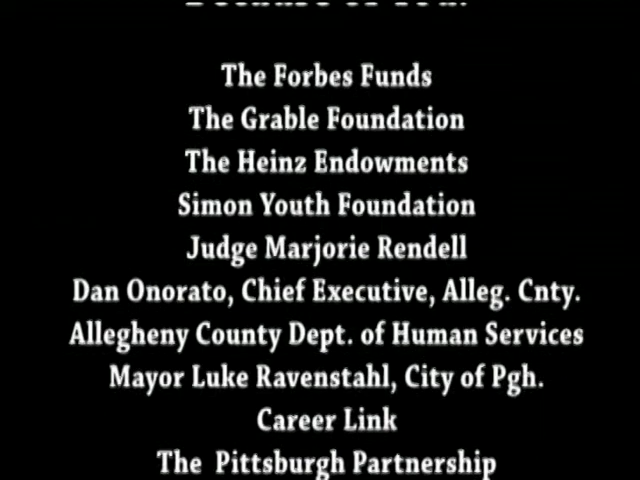 The Forbes Funds
The Grable Foundation
The Heinz Endowments
Simon Youth Foundation
Judge Marjorie Rendell
Dan Onorato, Chief Executive, Alleg. Cnty.
Allegheny County Dept. of Human Services
Mayor Luke Ravenstahl, City of Pgh.
Career Link
The Pittsburgh Partnership